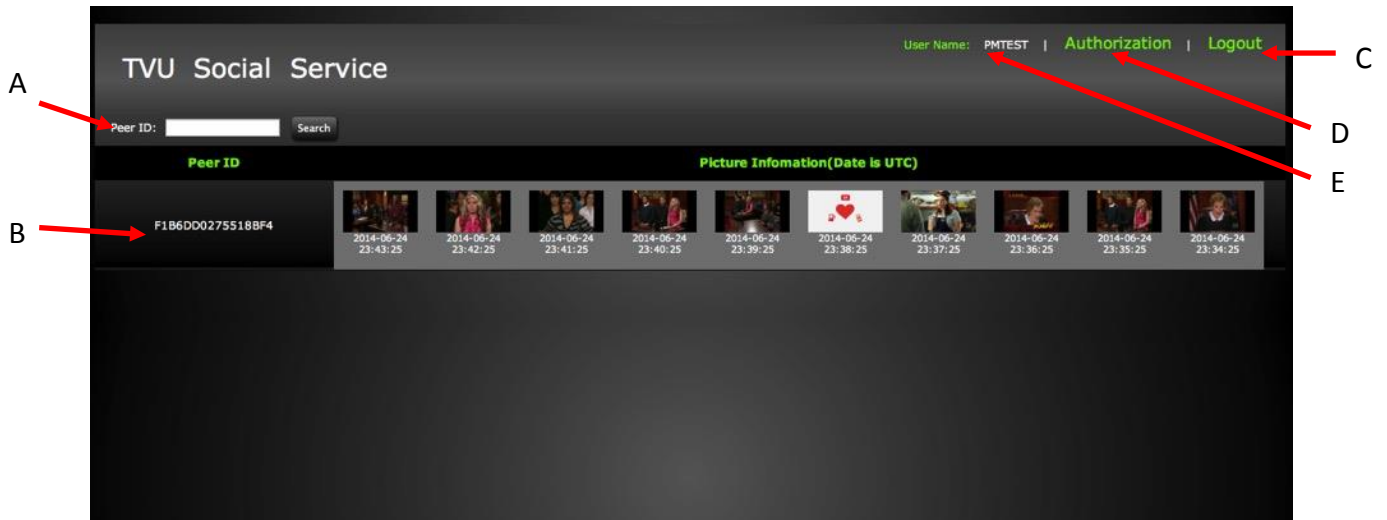 User Name: PMTEST | Authorization | Logout
C
TVU Social Service
A
Peer ID: Search
D
Peer ID Picture Infomation(Date is UTC)
E
B
F1B6DD0275518BF4
2014-06-24 2014-06-24 2014-06-24 2014-06-24 2014-06-24 2014-06-24 2014-06-24 2014-06-24 2014-06-24 2014-06-24
23:43:25 23:42:25 23:41:25 23:40:25 23:39:25 23:38:25 23:37:25 23:36:25 23:35:25 23:34:25